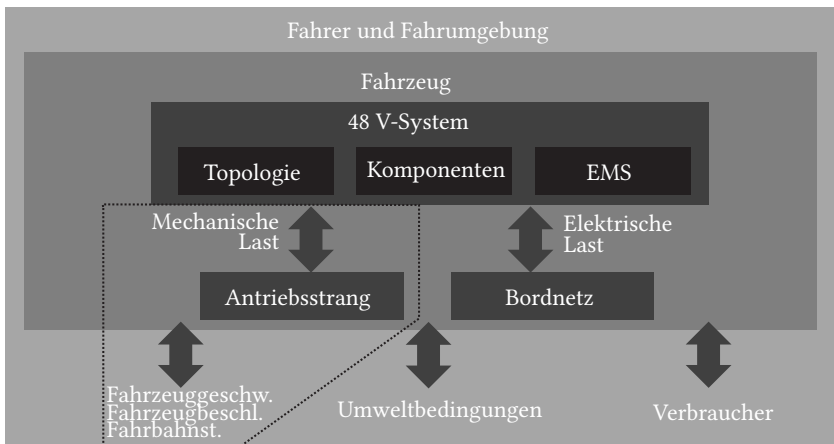 Fahrer und Fahrumgebung
Fahrzeug
48 V-System
Topologie
Komponenten
EMS
Mechanische
Last
Elektrische
Last
Antriebsstrang
Bordnetz
Fahrzeuggeschw.
Fahrzeugbeschl.
Fahrbahnst.
Umweltbedingungen
Verbraucher